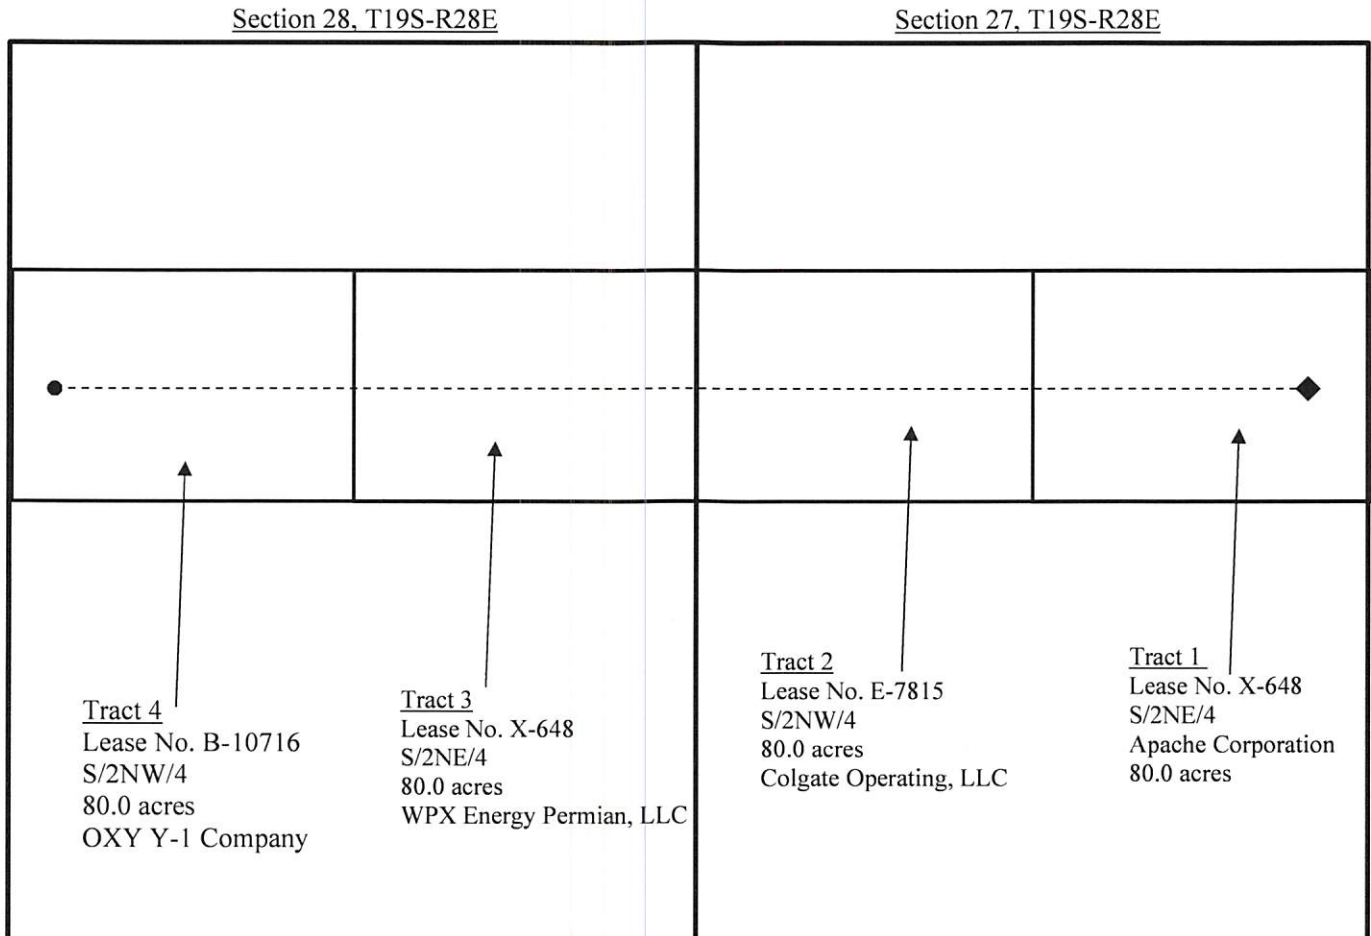 Section 28, T19S-R28E
Section 27, T19S-R28E
Tract 4
Lease No. B-10716
S/2NW/4
80.0 acres
OXY Y-1 Company
Tract 3
Lease No. X-648
S/2NE/4
80.0 acres
WPX Energy Permian, LLC
Tract 2
Lease No. E-7815
S/2NW/4
80.0 acres
Colgate Operating, LLC
Tract 1
Lease No. X-648
S/2NE/4
Apache Corporation
80.0 acres